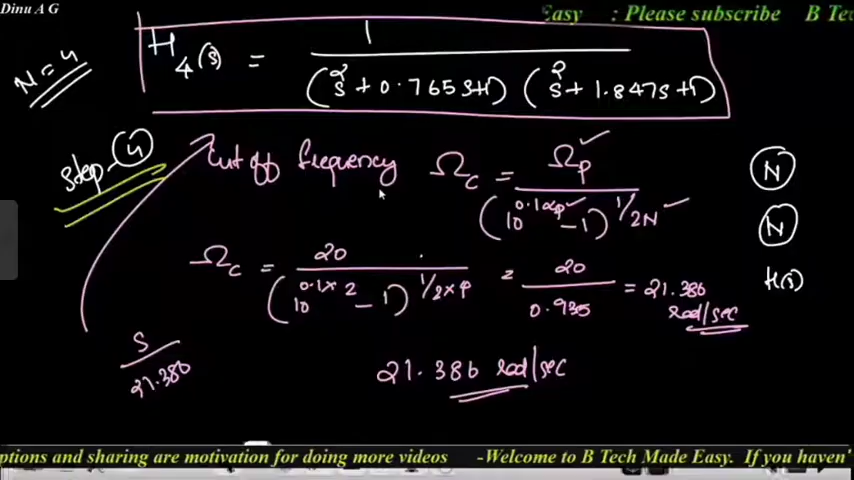 Dinu A G
Easy : Please subscribe B Tec
N = 4
H₄(s) = 1 / (s² + 0.765s+1) (s² + 1.847s+1)
Step 4
Cut off frequency Ωc = Ωp / (10^0.1αp − 1)^1/2N
N
N
H(s)
Ωc = 20 / (10^0.1×2 − 1)^1/2×4 = 20 / 0.935 = 21.386 rad/sec
S / 21.386
21.386 rad/sec
ptions and sharing are motivation for doing more videos -Welcome to B Tech Made Easy. If you haven'